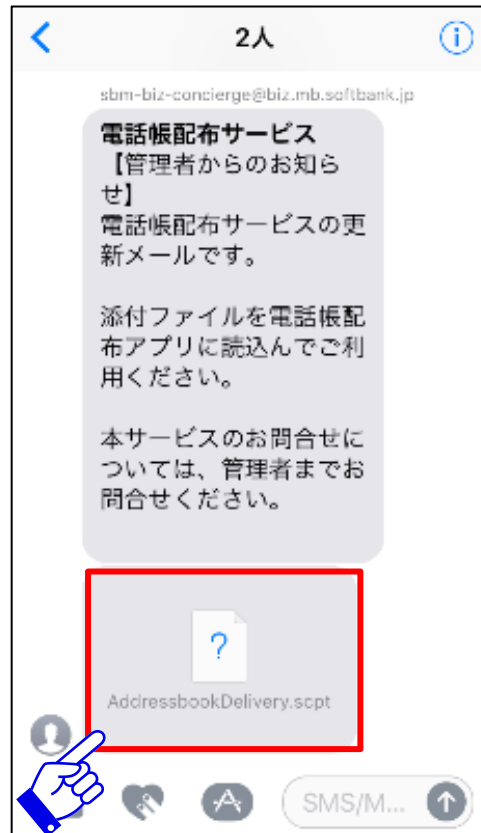 2人
sbm-biz-concierge@biz.mb.softbank.jp
電話帳配布サービス
【管理者からのお知ら
せ】
電話帳配布サービスの更
新メールです。
添付ファイルを電話帳配
布アプリに読込んでご利
用ください。
本サービスのお問合せに
ついては、管理者までお
問合せください。
?
AddressbookDelivery.scpt
SMS/M...